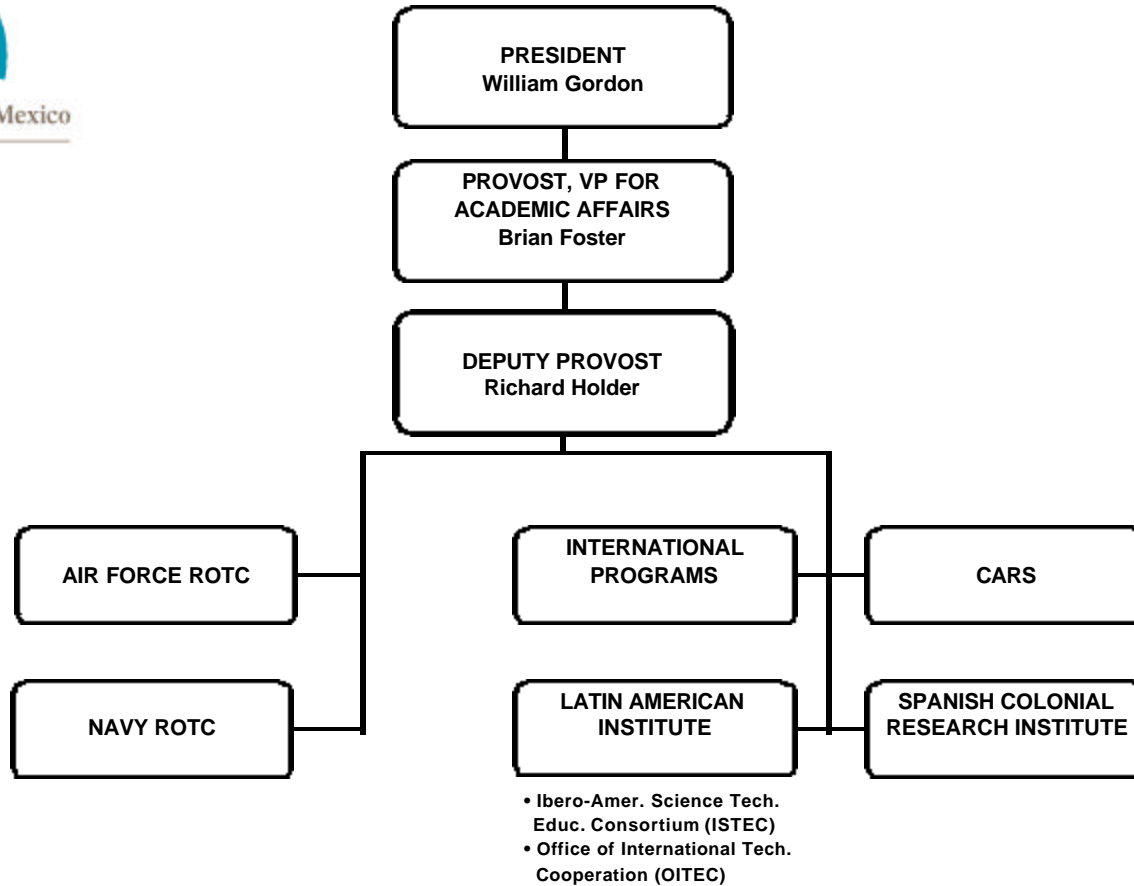 Mexico
PRESIDENT
William Gordon
PROVOST, VP FOR
ACADEMIC AFFAIRS
Brian Foster
DEPUTY PROVOST
Richard Holder
AIR FORCE ROTC
INTERNATIONAL
PROGRAMS
CARS
NAVY ROTC
LATIN AMERICAN
INSTITUTE
SPANISH COLONIAL
RESEARCH INSTITUTE
• Ibero-Amer. Science Tech.
Educ. Consortium (ISTEC)
• Office of International Tech.
Cooperation (OITEC)